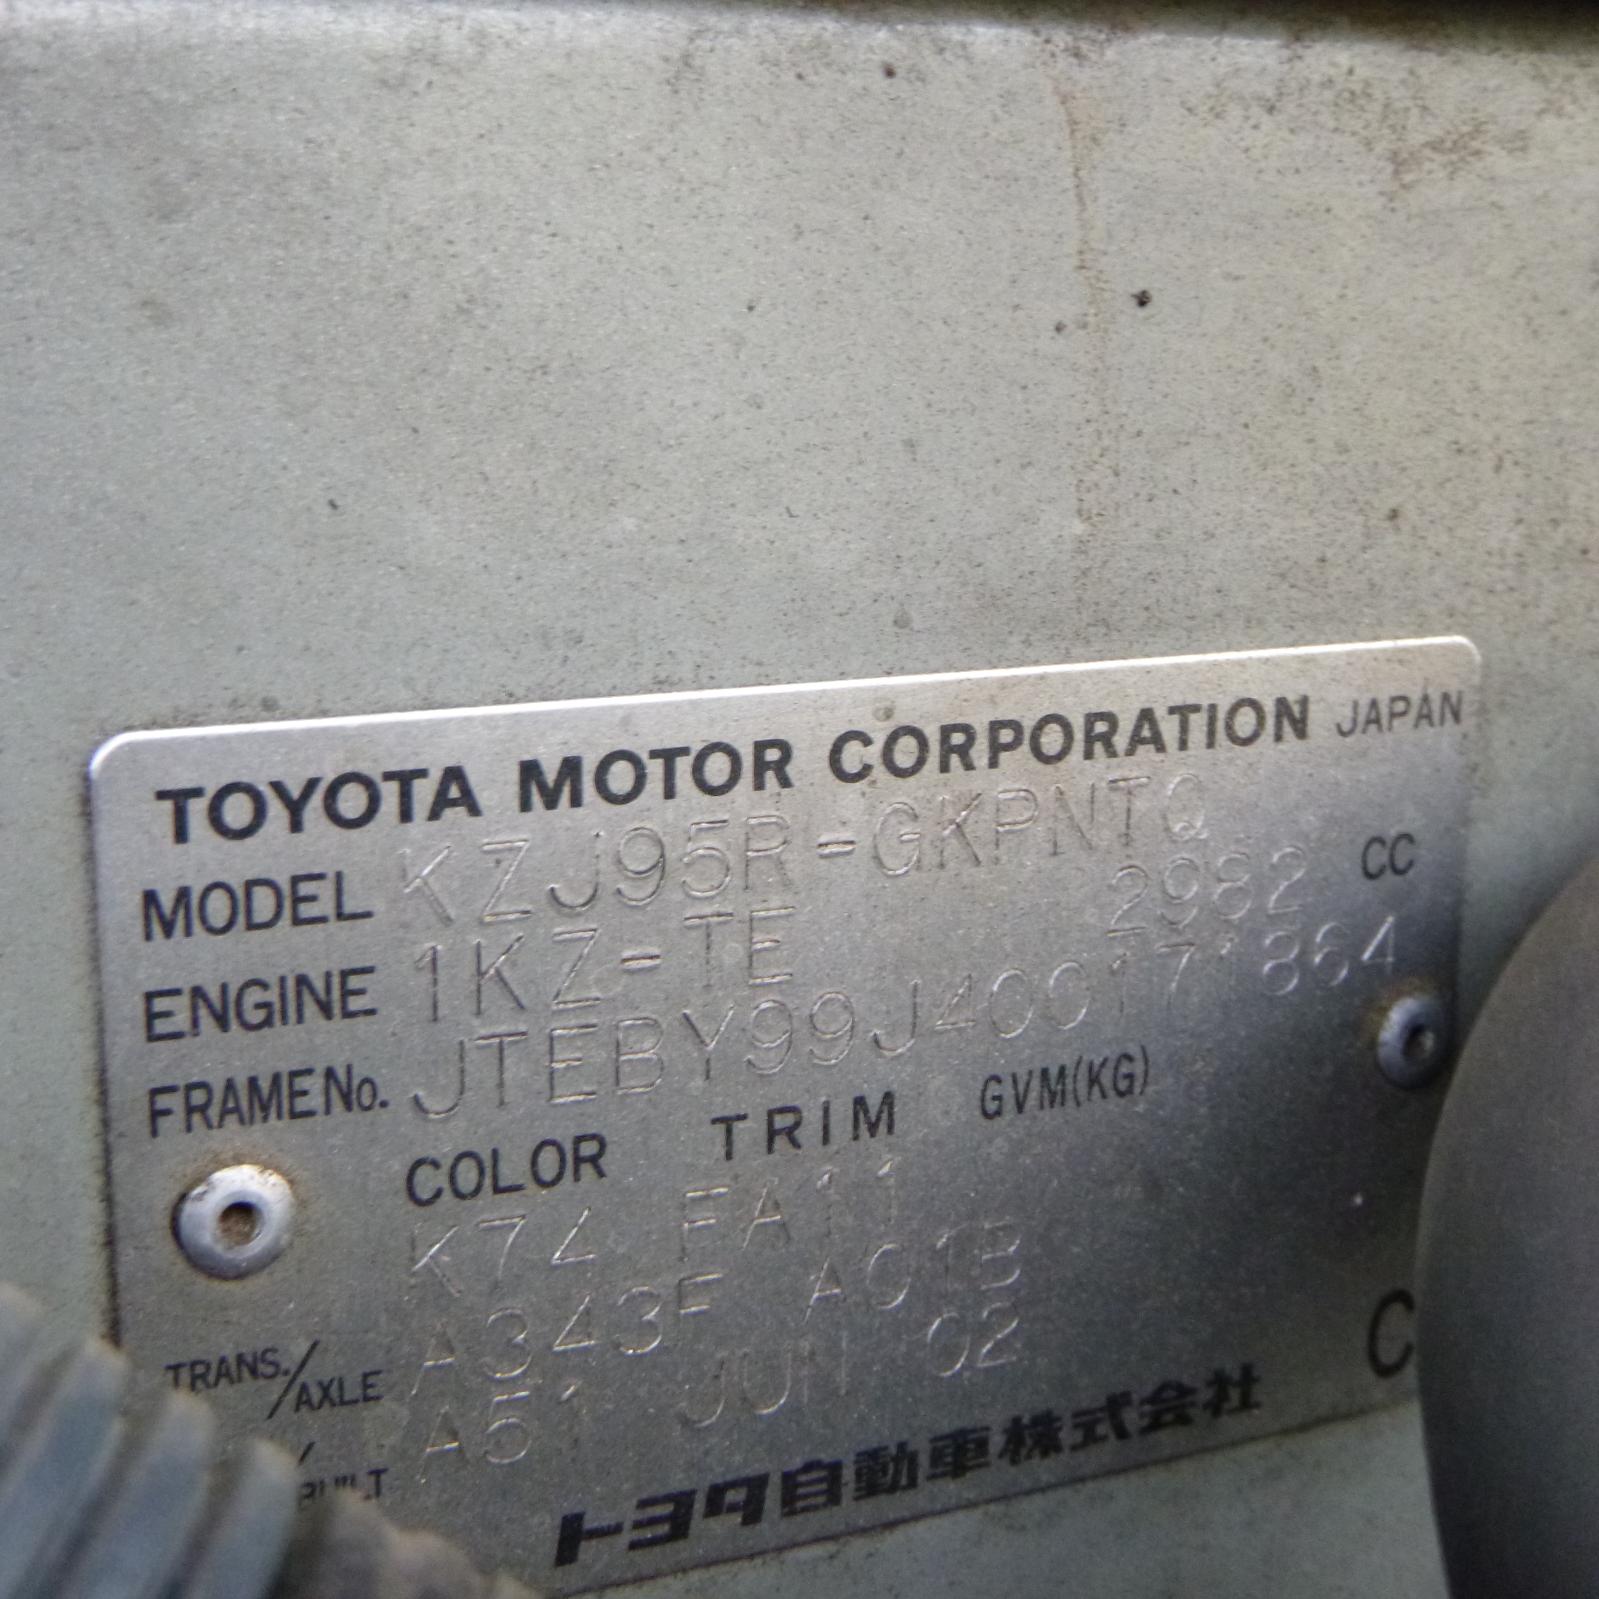 TOYOTA MOTOR CORPORATION JAPAN
MODEL KZJ95R-GKPNTQ
ENGINE 1KZ-TE 2982 CC
FRAME No. JTEBY99J400171864
COLOR TRIM GVM(KG)
K74 FA11
TRANS./AXLE A343F A01B
A51 JUN 02
トヨタ自動車株式会社
C